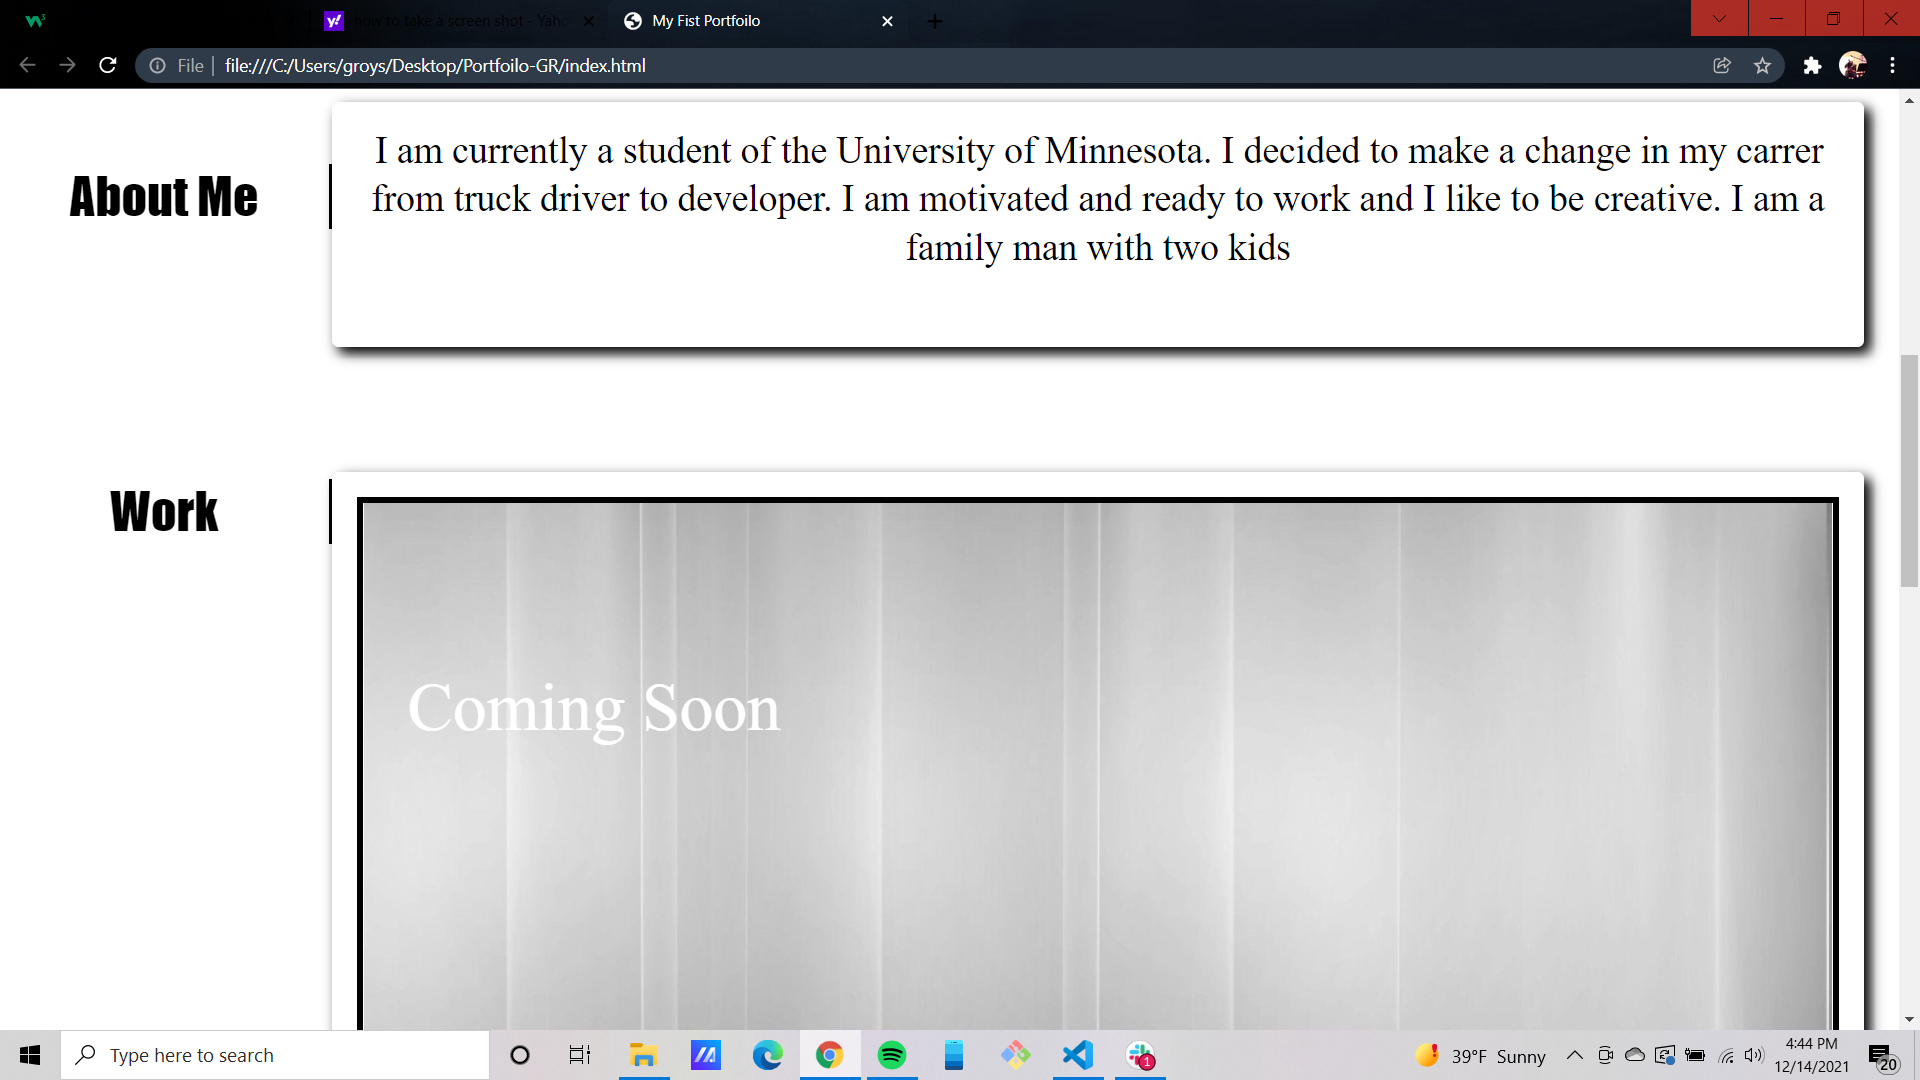 how to take a screen shot - Yaho
My Fist Portfoilo
File
file:///C:/Users/groys/Desktop/Portfoilo-GR/index.html
About Me
I am currently a student of the University of Minnesota. I decided to make a change in my carrer
from truck driver to developer. I am motivated and ready to work and I like to be creative. I am a
family man with two kids
Work
Coming Soon
Type here to search
1
39°F Sunny
4:44 PM
12/14/2021
20